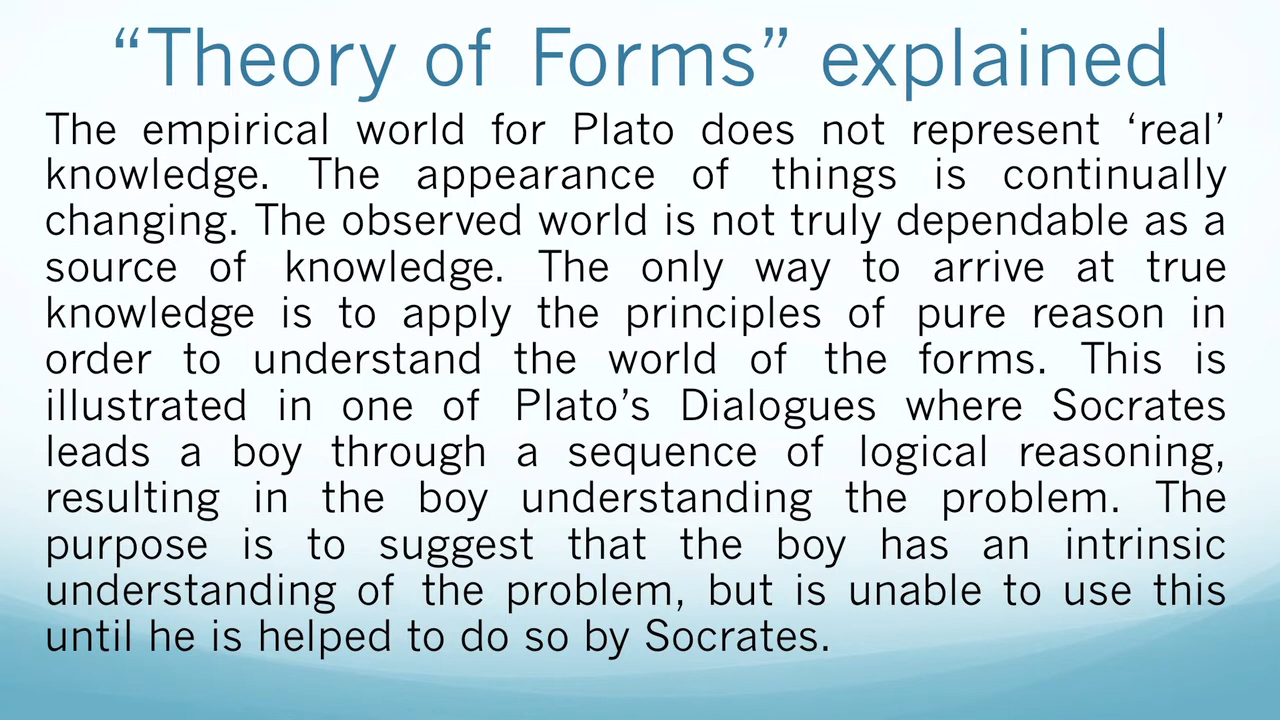 “Theory of Forms” explained
The empirical world for Plato does not represent ‘real’
knowledge. The appearance of things is continually
changing. The observed world is not truly dependable as a
source of knowledge. The only way to arrive at true
knowledge is to apply the principles of pure reason in
order to understand the world of the forms. This is
illustrated in one of Plato’s Dialogues where Socrates
leads a boy through a sequence of logical reasoning,
resulting in the boy understanding the problem. The
purpose is to suggest that the boy has an intrinsic
understanding of the problem, but is unable to use this
until he is helped to do so by Socrates.